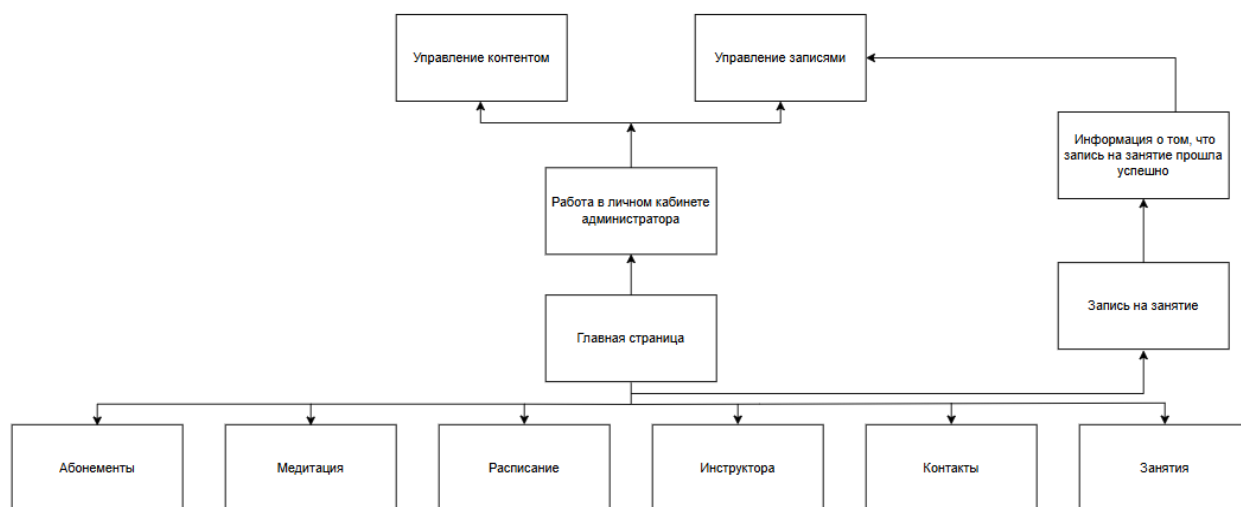 Управление контентом
Управление записями
Информация о том, что
запись на занятие прошла
успешно
Работа в личном кабинете
администратора
Запись на занятие
Главная страница
Абонементы
Медитация
Расписание
Инструктора
Контакты
Занятия